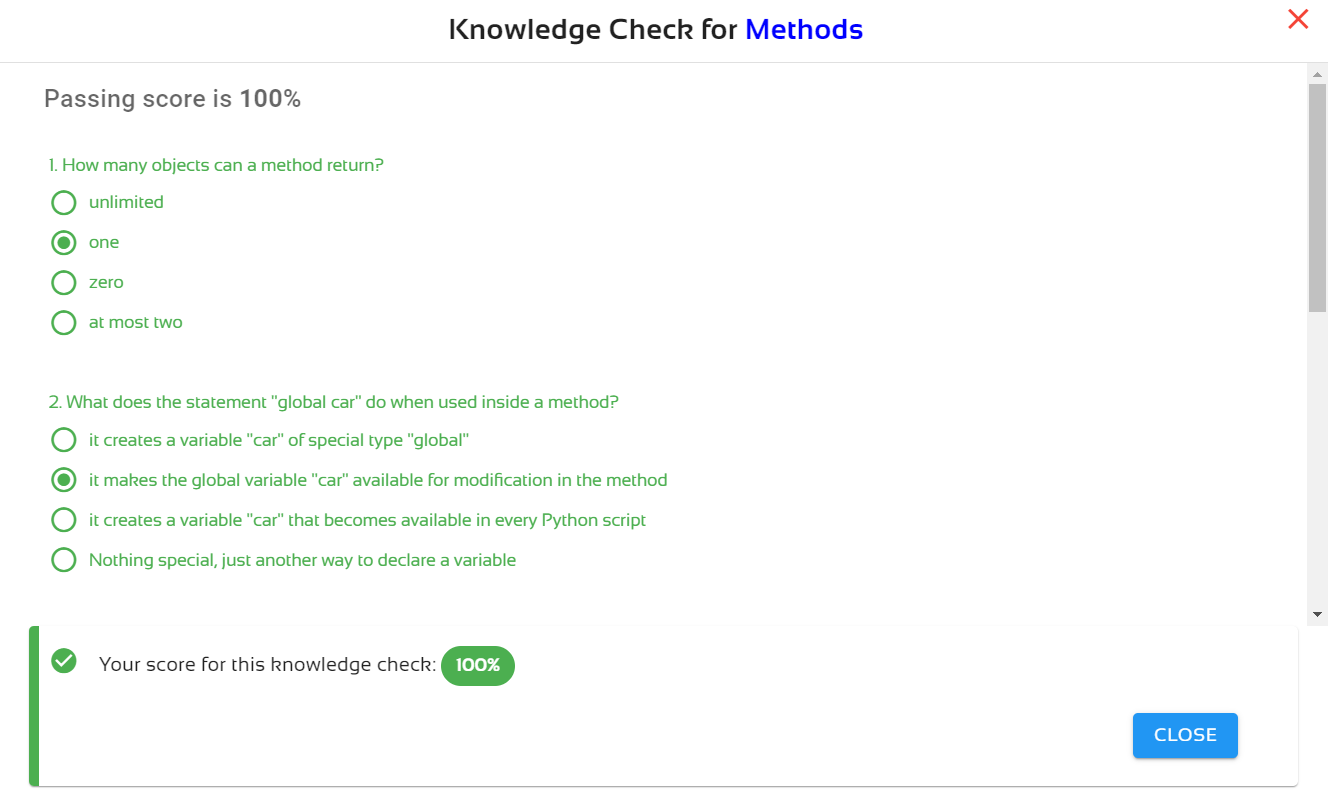 Knowledge Check for Methods
Passing score is 100%
1. How many objects can a method return?
unlimited
one
zero
at most two
2. What does the statement "global car" do when used inside a method?
it creates a variable "car" of special type "global"
it makes the global variable "car" available for modification in the method
it creates a variable "car" that becomes available in every Python script
Nothing special, just another way to declare a variable
Your score for this knowledge check: 100%
CLOSE